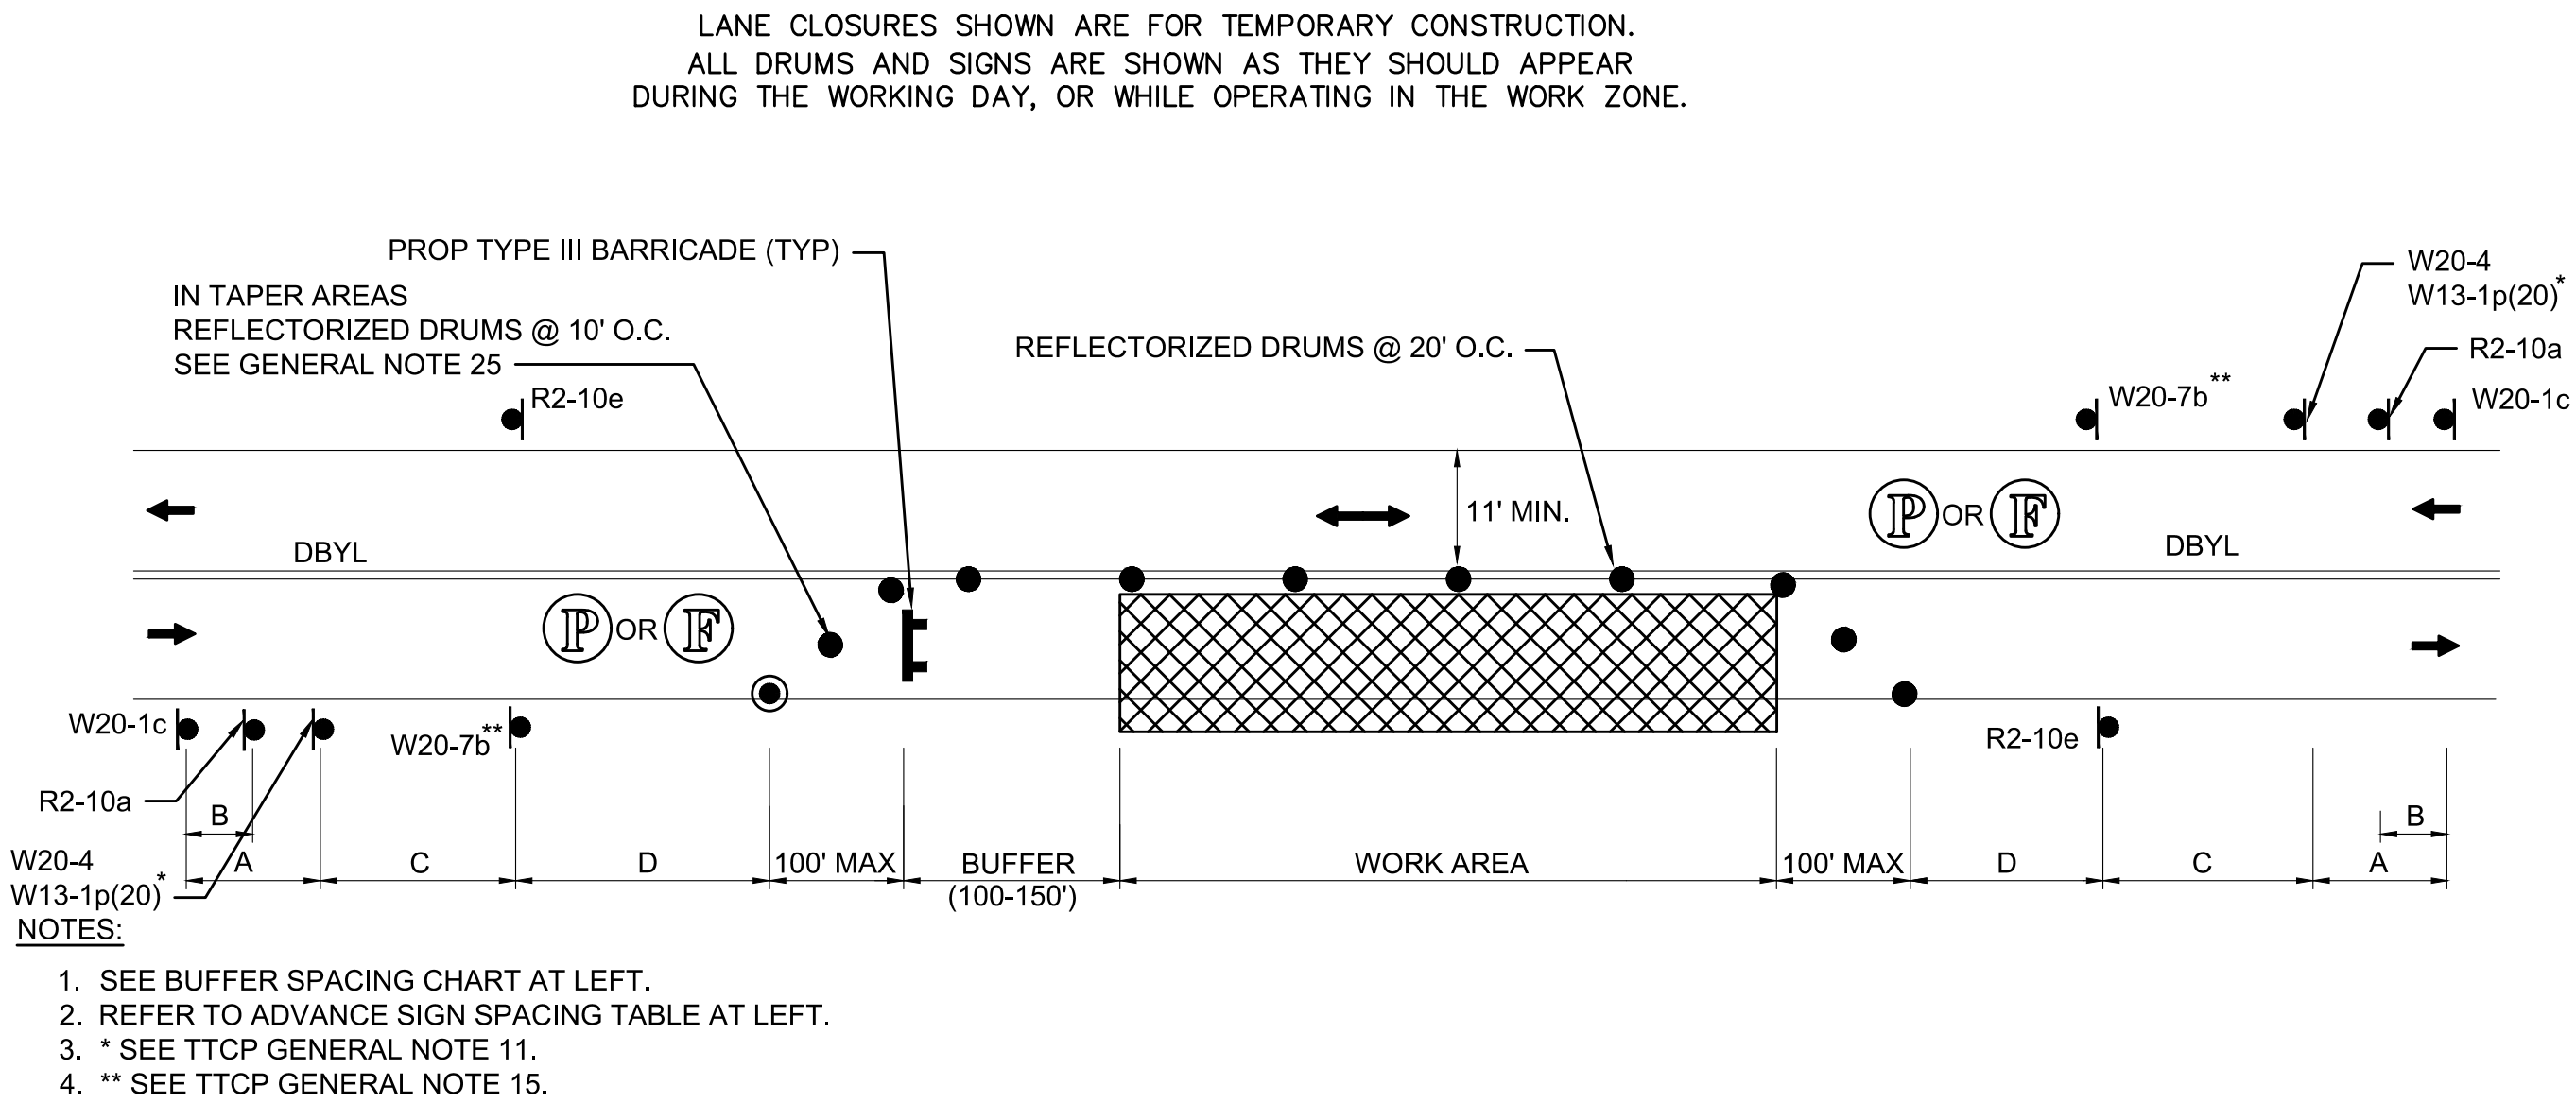 LANE CLOSURES SHOWN ARE FOR TEMPORARY CONSTRUCTION.
ALL DRUMS AND SIGNS ARE SHOWN AS THEY SHOULD APPEAR
DURING THE WORKING DAY, OR WHILE OPERATING IN THE WORK ZONE.
PROP TYPE III BARRICADE (TYP)
IN TAPER AREAS
REFLECTORIZED DRUMS @ 10' O.C.
SEE GENERAL NOTE 25
R2-10e
REFLECTORIZED DRUMS @ 20' O.C.
W20-4
W13-1p(20)*
R2-10a
W20-7b**
W20-1c
11' MIN.
P OR F
DBYL
DBYL
P OR F
W20-1c
W20-7b**
R2-10e
R2-10a
B
B
W20-4
W13-1p(20)*
A
C
D
100' MAX
BUFFER
(100-150')
WORK AREA
100' MAX
D
C
A
NOTES:
1. SEE BUFFER SPACING CHART AT LEFT.
2. REFER TO ADVANCE SIGN SPACING TABLE AT LEFT.
3. * SEE TTCP GENERAL NOTE 11.
4. ** SEE TTCP GENERAL NOTE 15.